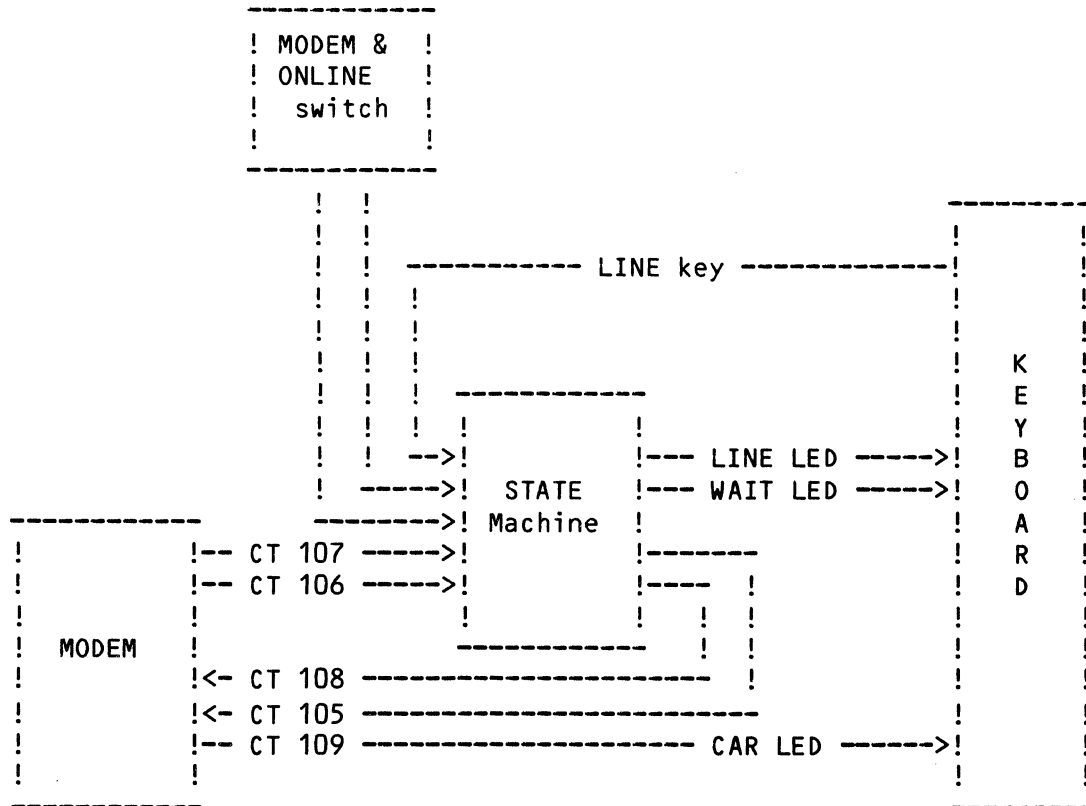 MODEM &
ONLINE
switch
LINE key
KEYBOARD
LINE LED
STATE
WAIT LED
Machine
CT 107
CT 106
MODEM
CT 108
CT 105
CT 109
CAR LED